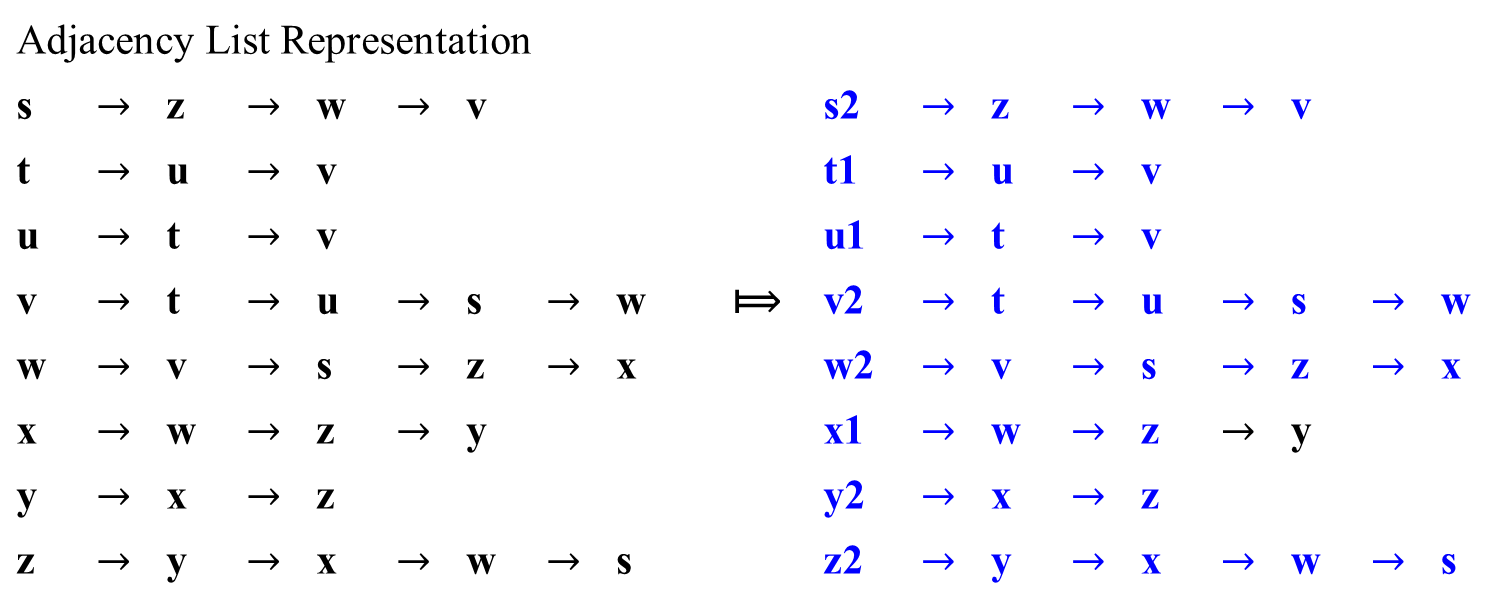 Adjacency List Representation
s → z → w → v s2 → z → w → v
t → u → v t1 → u → v
u → t → v u1 → t → v
v → t → u → s → w ⟾ v2 → t → u → s → w
w → v → s → z → x w2 → v → s → z → x
x → w → z → y x1 → w → z → y
y → x → z y2 → x → z
z → y → x → w → s z2 → y → x → w → s